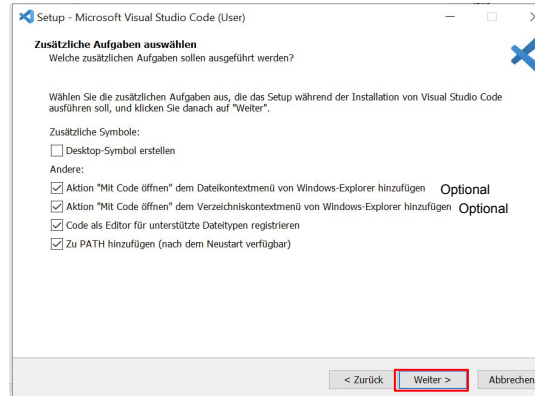 Setup - Microsoft Visual Studio Code (User)
Zusätzliche Aufgaben auswählen
Welche zusätzlichen Aufgaben sollen ausgeführt werden?
Wählen Sie die zusätzlichen Aufgaben aus, die das Setup während der Installation von Visual Studio Code
ausführen soll, und klicken Sie danach auf "Weiter".
Zusätzliche Symbole:
Desktop-Symbol erstellen
Andere:
Aktion "Mit Code öffnen" dem Dateikontextmenü von Windows-Explorer hinzufügen Optional
Aktion "Mit Code öffnen" dem Verzeichniskontextmenü von Windows-Explorer hinzufügen Optional
Code als Editor für unterstützte Dateitypen registrieren
Zu PATH hinzufügen (nach dem Neustart verfügbar)
< Zurück Weiter > Abbrechen